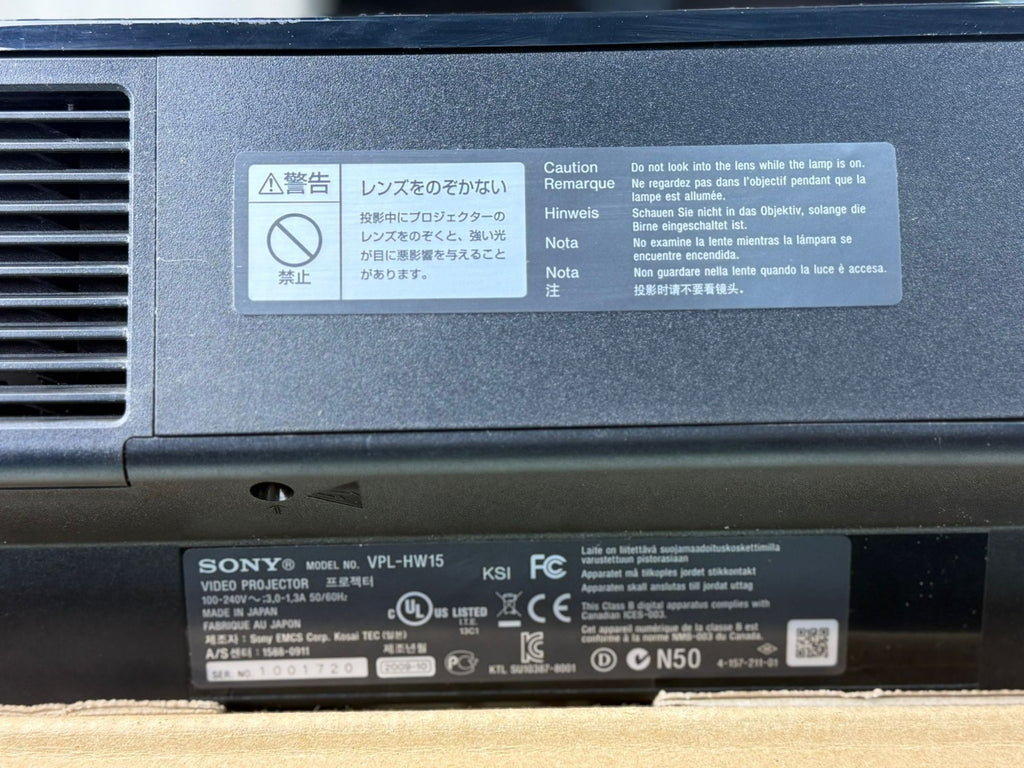 警告
禁止
レンズをのぞかない
投影中にプロジェクターの
レンズをのぞくと、強い光
が目に悪影響を与えること
があります。
Caution Do not look into the lens while the lamp is on.
Remarque Ne regardez pas dans l'objectif pendant que la
lampe est allumée.
Hinweis Schauen Sie nicht in das Objektiv, solange die
Birne eingeschaltet ist.
Nota No examine la lente mientras la lámpara se
encuentre encendida.
Nota Non guardare nella lente quando la luce è accesa.
注 投影时请不要看镜头。
SONY® MODEL NO. VPL-HW15
VIDEO PROJECTOR 프로젝터
100-240V~:3.0-1,3A 50/60Hz
MADE IN JAPAN
FABRIQUE AU JAPON
제조자 : Sony EMCS Corp. Kosai TEC (일본)
A/S센터 : 1588-0911 제조년월
SER. NO. 1001720 2009-10
C UL US LISTED
I.T.E.
13C1
KSI FC
CE
PC
KTL SU10387-8001
Laite on liitettävä suojamaadoituskoskettimilla
varustettuun pistorasiaan
Apparatet må tilkoples jordet stikkontakt
Apparaten skall anslutas till jordat uttag
This Class B digital apparatus complies with
Canadian ICES-003.
Cet appareil numérique de la classe B est
conforme à la norme NMB-003 du Canada.
D N50 4-157-211-01